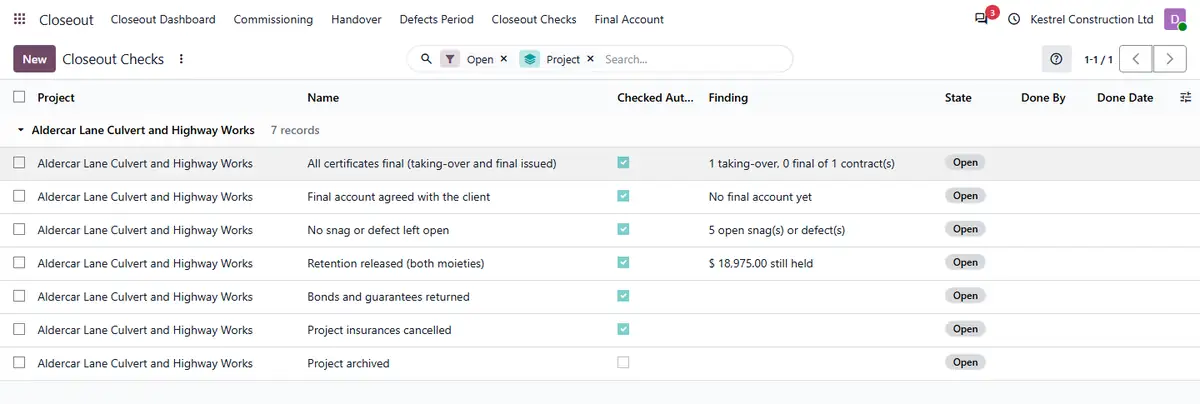 Closeout Closeout Dashboard Commissioning Handover Defects Period Closeout Checks Final Account 3 Kestrel Construction Ltd D
New Closeout Checks Open × Project × Search... 1-1 / 1
Project Name Checked Aut... Finding State Done By Done Date
Aldercar Lane Culvert and Highway Works 7 records
Aldercar Lane Culvert and Highway Works All certificates final (taking-over and final issued) 1 taking-over, 0 final of 1 contract(s) Open
Aldercar Lane Culvert and Highway Works Final account agreed with the client No final account yet Open
Aldercar Lane Culvert and Highway Works No snag or defect left open 5 open snag(s) or defect(s) Open
Aldercar Lane Culvert and Highway Works Retention released (both moieties) $ 18,975.00 still held Open
Aldercar Lane Culvert and Highway Works Bonds and guarantees returned Open
Aldercar Lane Culvert and Highway Works Project insurances cancelled Open
Aldercar Lane Culvert and Highway Works Project archived Open